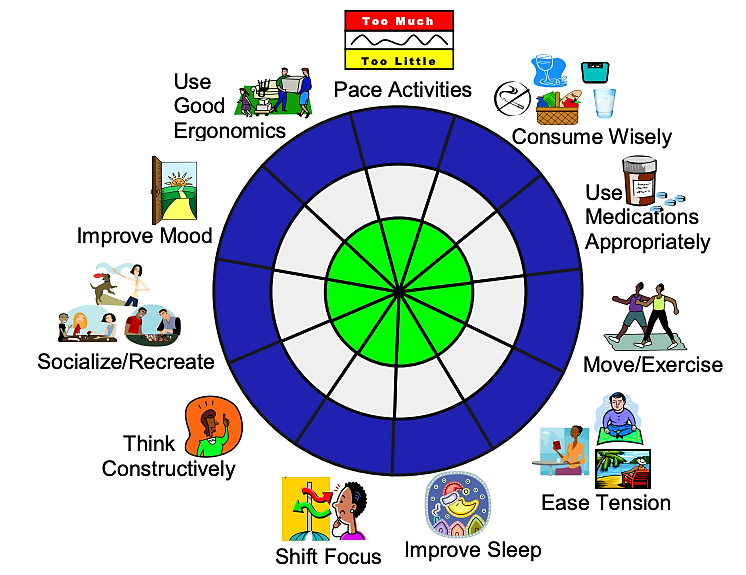 Too Much
Too Little
Pace Activities
Consume Wisely
Use
Medications
Appropriately
Move/Exercise
Ease Tension
Improve Sleep
Shift Focus
Think
Constructively
Socialize/Recreate
Improve Mood
Use
Good
Ergonomics